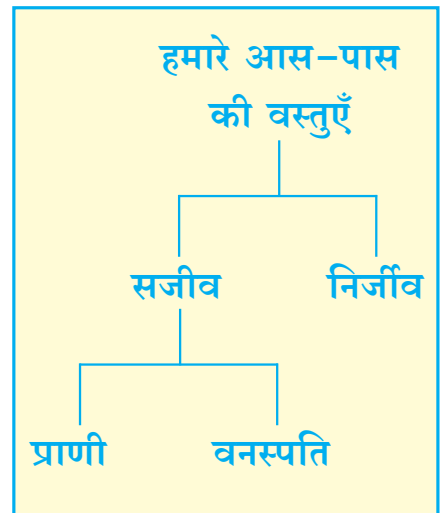 हमारे आस-पास
की वस्तुएँ
सजीव निर्जीव
प्राणी वनस्पति